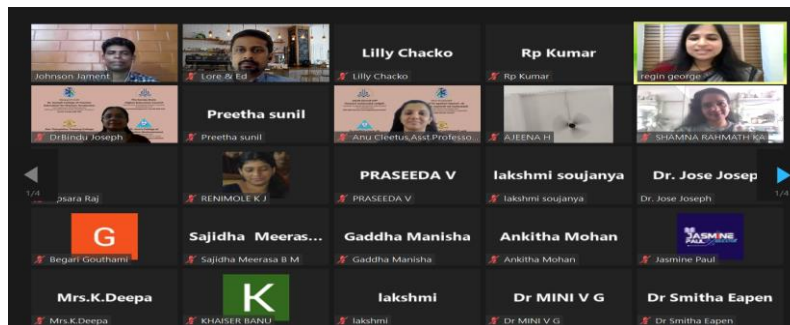 Johnson Jament
Lore & Ed
Lilly Chacko
Lilly Chacko
Rp Kumar
Rp Kumar
regin george
DrBindu Joseph
Preetha sunil
Preetha sunil
Anu Cleetus,Asst.Professo...
AJEENA H
SHAMNA RAHMATH KA
1/4
psara Raj
RENIMOLE K J
PRASEEDA V
PRASEEDA V
lakshmi soujanya
lakshmi soujanya
Dr. Jose Josep
Dr. Jose Joseph
1/4
G
Begari Gouthami
Sajidha Meeras...
Sajidha Meerasa B M
Gaddha Manisha
Gaddha Manisha
Ankitha Mohan
Ankitha Mohan
JASMINE
PAUL
Jasmine Paul
Mrs.K.Deepa
Mrs.K.Deepa
K
KHAISER BANU
lakshmi
lakshmi
Dr MINI V G
Dr MINI V G
Dr Smitha Eapen
Dr Smitha Eapen